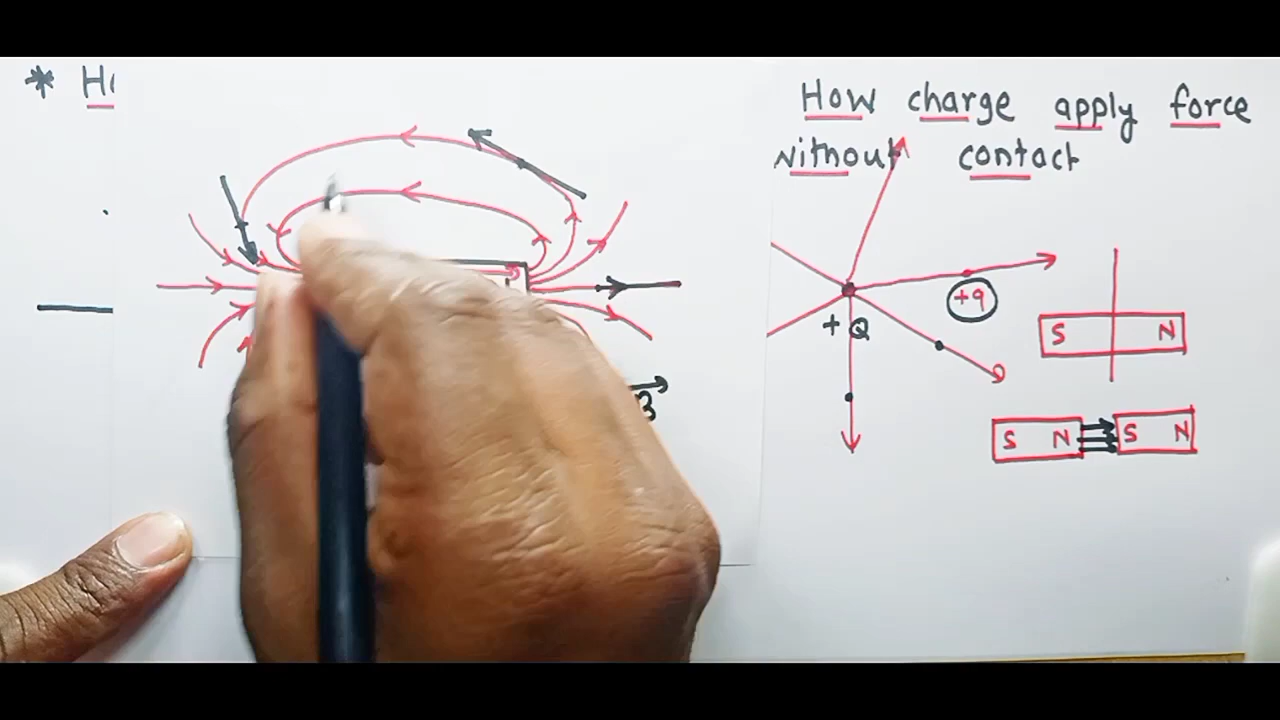 *
How charge apply force
without contact
+q
+Q
S N
S N S N